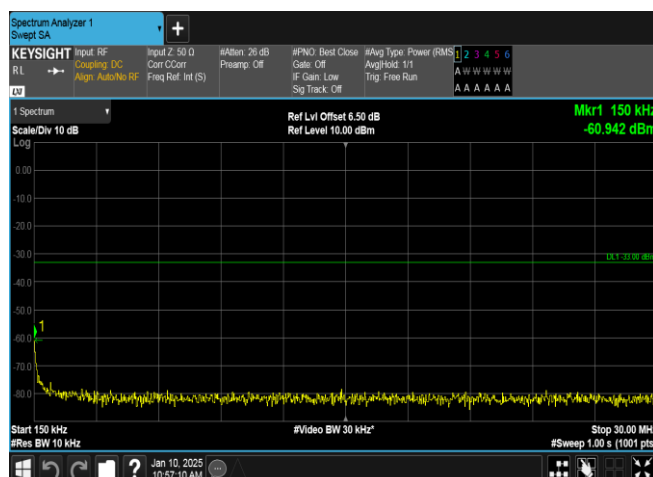 Spectrum Analyzer 1
Swept SA
KEYSIGHT
RL
LXI
Input: RF
Coupling: DC
Align: Auto/No RF
Input Z: 50 Ω
Corr CCorr
Freq Ref: Int (S)
#Atten: 26 dB
Preamp: Off
#PNO: Best Close
Gate: Off
IF Gain: Low
Sig Track: Off
#Avg Type: Power (RMS
Avg|Hold: 1/1
Trig: Free Run
1 2 3 4 5 6
A W W W W W
A A A A A A
1 Spectrum
Scale/Div 10 dB
Log
Ref Lvl Offset 6.50 dB
Ref Level 10.00 dBm
Mkr1 150 kHz
-60.942 dBm
0.00
-10.0
-20.0
-30.0
DL1 -33.00 dBm
-40.0
-50.0
1
-60.0
-70.0
-80.0
Start 150 kHz
#Res BW 10 kHz
#Video BW 30 kHz*
Stop 30.00 MHz
#Sweep 1.00 s (1001 pts)
?
Jan 10, 2025
10:57:10 AM